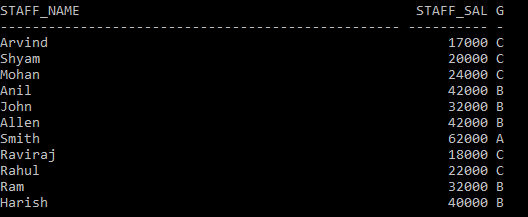 STAFF_NAME STAFF_SAL G
---------------------------------------- ---------- -
Arvind 17000 C
Shyam 20000 C
Mohan 24000 C
Anil 42000 B
John 32000 B
Allen 42000 B
Smith 62000 A
Raviraj 18000 C
Rahul 22000 C
Ram 32000 B
Harish 40000 B